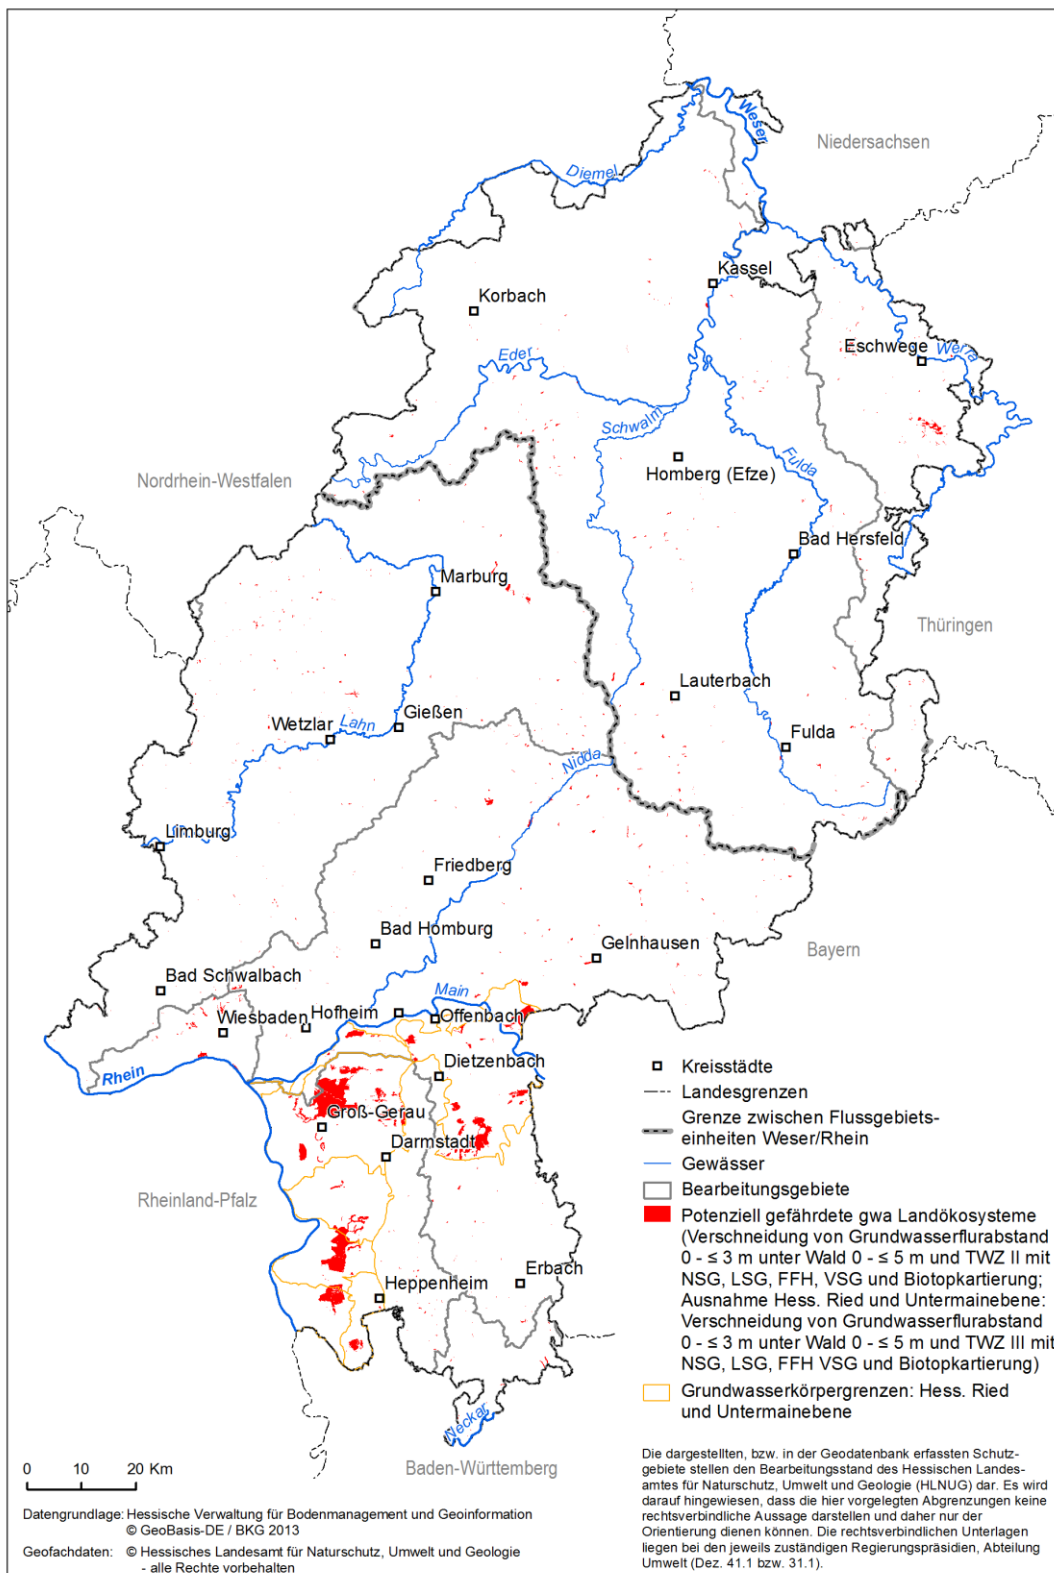 Weser
Niedersachsen
Diemel
Kassel
Korbach
Eschwege
Werra
Eder
Schwalm
Homberg (Efze)
Fulda
Nordrhein-Westfalen
Bad Hersfeld
Marburg
Thüringen
Lauterbach
Wetzlar
Lahn
Gießen
Fulda
Nidda
Limburg
Friedberg
Bad Homburg
Gelnhausen
Bayern
Bad Schwalbach
Main
Wiesbaden
Hofheim
Offenbach
Rhein
Dietzenbach
Groß-Gerau
Darmstadt
Rheinland-Pfalz
Heppenheim
Erbach
Neckar
Baden-Württemberg
Kreisstädte
Landesgrenzen
Grenze zwischen Flussgebiets-
einheiten Weser/Rhein
Gewässer
Bearbeitungsgebiete
Potenziell gefährdete gwa Landökosysteme
(Verschneidung von Grundwasserflurabstand
0 - ≤ 3 m unter Wald 0 - ≤ 5 m und TWZ II mit
NSG, LSG, FFH, VSG und Biotopkartierung;
Ausnahme Hess. Ried und Untermainebene:
Verschneidung von Grundwasserflurabstand
0 - ≤ 3 m unter Wald 0 - ≤ 5 m und TWZ III mit
NSG, LSG, FFH VSG und Biotopkartierung)
Grundwasserkörpergrenzen: Hess. Ried
und Untermainebene
0 10 20 Km
Datengrundlage: Hessische Verwaltung für Bodenmanagement und Geoinformation
© GeoBasis-DE / BKG 2013
Geofachdaten: © Hessisches Landesamt für Naturschutz, Umwelt und Geologie
- alle Rechte vorbehalten
Die dargestellten, bzw. in der Geodatenbank erfassten Schutz-
gebiete stellen den Bearbeitungsstand des Hessischen Landes-
amtes für Naturschutz, Umwelt und Geologie (HLNUG) dar. Es wird
darauf hingewiesen, dass die hier vorgelegten Abgrenzungen keine
rechtsverbindliche Aussage darstellen und daher nur der
Orientierung dienen können. Die rechtsverbindlichen Unterlagen
liegen bei den jeweils zuständigen Regierungspräsidien, Abteilung
Umwelt (Dez. 41.1 bzw. 31.1).